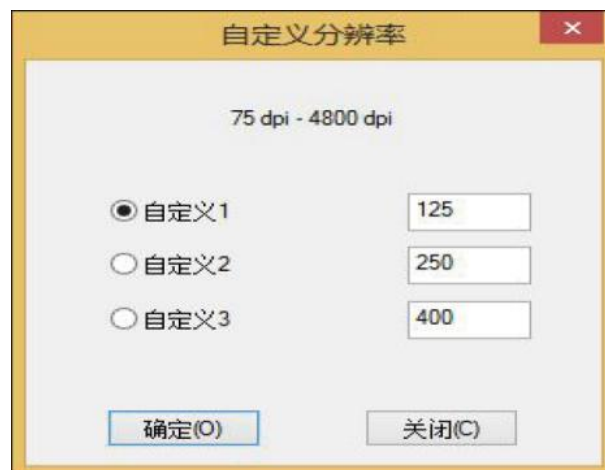 自定义分辨率
75 dpi - 4800 dpi
自定义1 125
自定义2 250
自定义3 400
确定(O) 关闭(C)